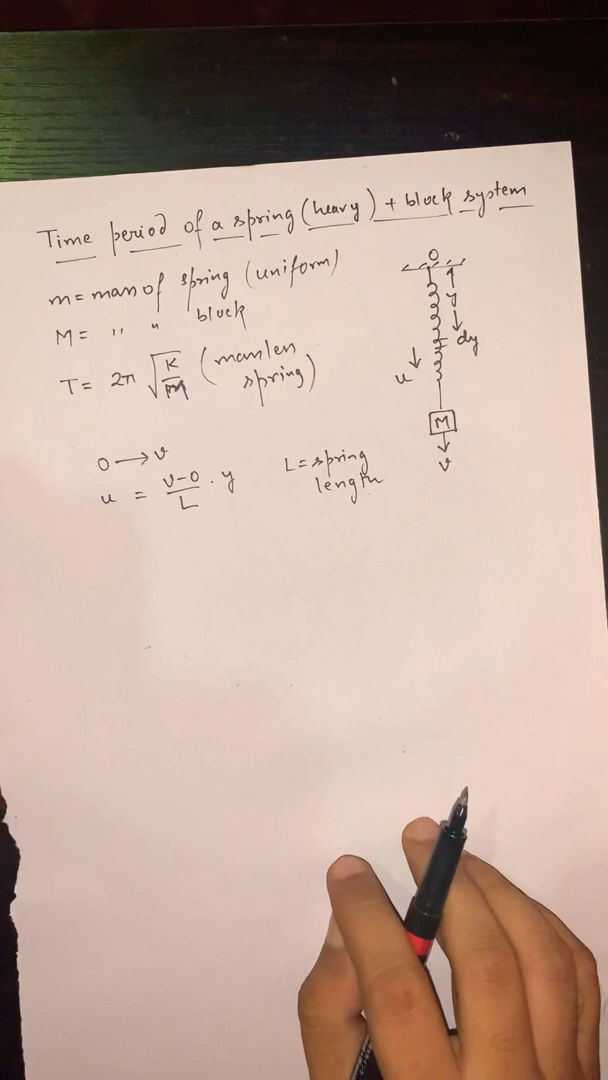 Time period of a spring (heavy) + block system
m = mass of spring (uniform)
M = " " block
T = 2π √(K/M) (massless
spring)
0 → v
u = (v-0)/L . y
L = spring
length
O
y
dy
u
M
v